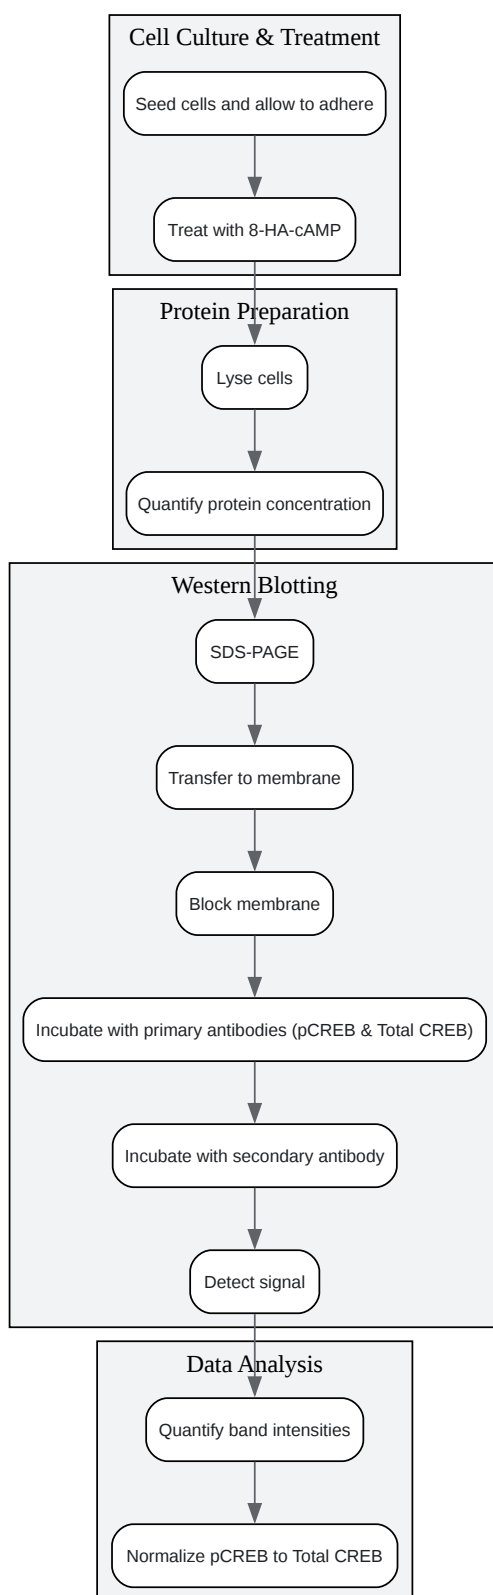 Cell Culture & Treatment
Seed cells and allow to adhere
Treat with 8-HA-cAMP
Protein Preparation
Lyse cells
Quantify protein concentration
Western Blotting
SDS-PAGE
Transfer to membrane
Block membrane
Incubate with primary antibodies (pCREB & Total CREB)
Incubate with secondary antibody
Detect signal
Data Analysis
Quantify band intensities
Normalize pCREB to Total CREB